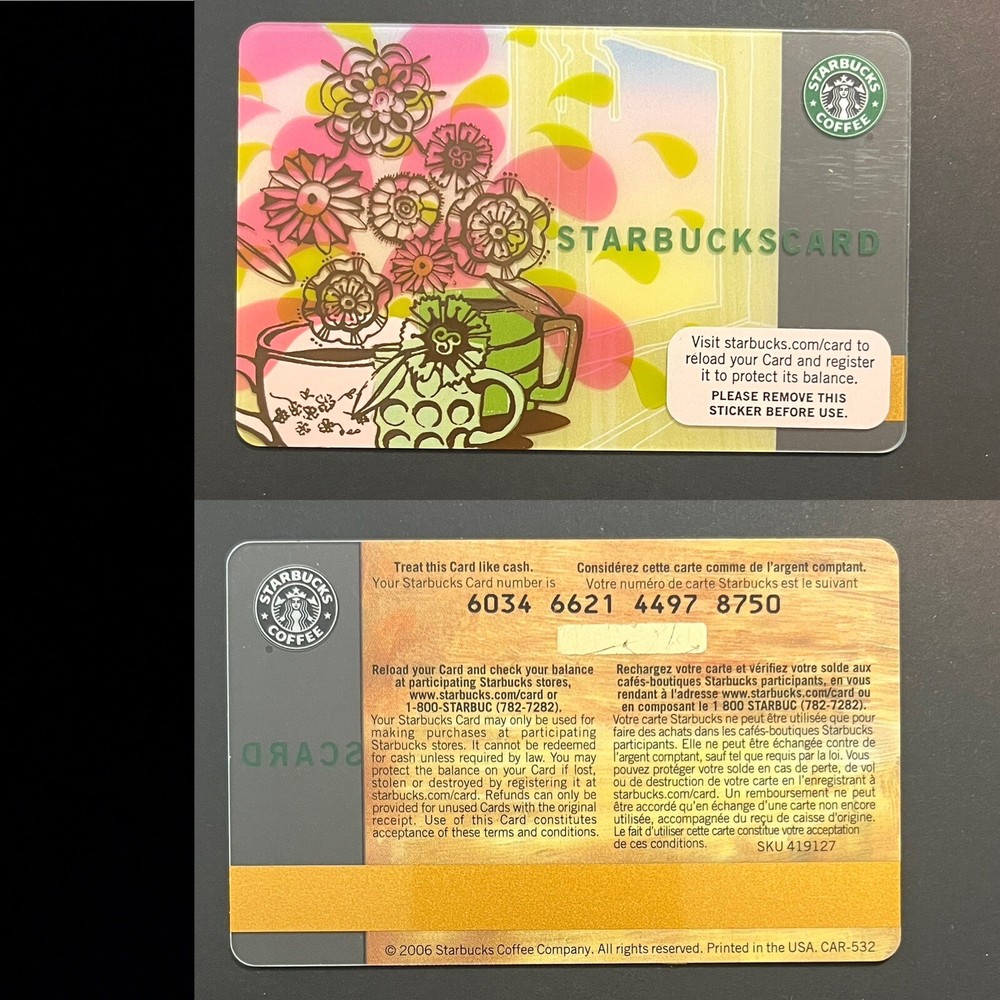 STARBUCKS
COFFEE
STARBUCKSCARD
Visit starbucks.com/card to
reload your Card and register
it to protect its balance.
PLEASE REMOVE THIS
STICKER BEFORE USE.
STARBUCKS
COFFEE
Treat this Card like cash.
Your Starbucks Card number is
Considérez cette carte comme de l'argent comptant.
Votre numéro de carte Starbucks est le suivant
6034 6621 4497 8750
Reload your Card and check your balance
at participating Starbucks stores,
www.starbucks.com/card or
1-800-STARBUC (782-7282).
Your Starbucks Card may only be used for
making purchases at participating
Starbucks stores. It cannot be redeemed
for cash unless required by law. You may
protect the balance on your Card if lost,
stolen or destroyed by registering it at
starbucks.com/card. Refunds can only be
provided for unused Cards with the original
receipt. Use of this Card constitutes
acceptance of these terms and conditions.
Rechargez votre carte et vérifiez votre solde aux
cafés-boutiques Starbucks participants, en vous
rendant à l'adresse www.starbucks.com/card ou
en composant le 1 800 STARBUC (782-7282).
Votre carte Starbucks ne peut être utilisée que pour
faire des achats dans les cafés-boutiques Starbucks
participants. Elle ne peut être échangée contre de
l'argent comptant, sauf tel que requis par la loi. Vous
pouvez protéger votre solde en cas de perte, de vol
ou de destruction de votre carte en l'enregistrant à
starbucks.com/card. Un remboursement ne peut
être accordé qu'en échange d'une carte non encore
utilisée, accompagnée du reçu de caisse d'origine.
Le fait d'utiliser cette carte constitue votre acceptation
de ces conditions. SKU 419127
SCARD
© 2006 Starbucks Coffee Company. All rights reserved. Printed in the USA. CAR-532